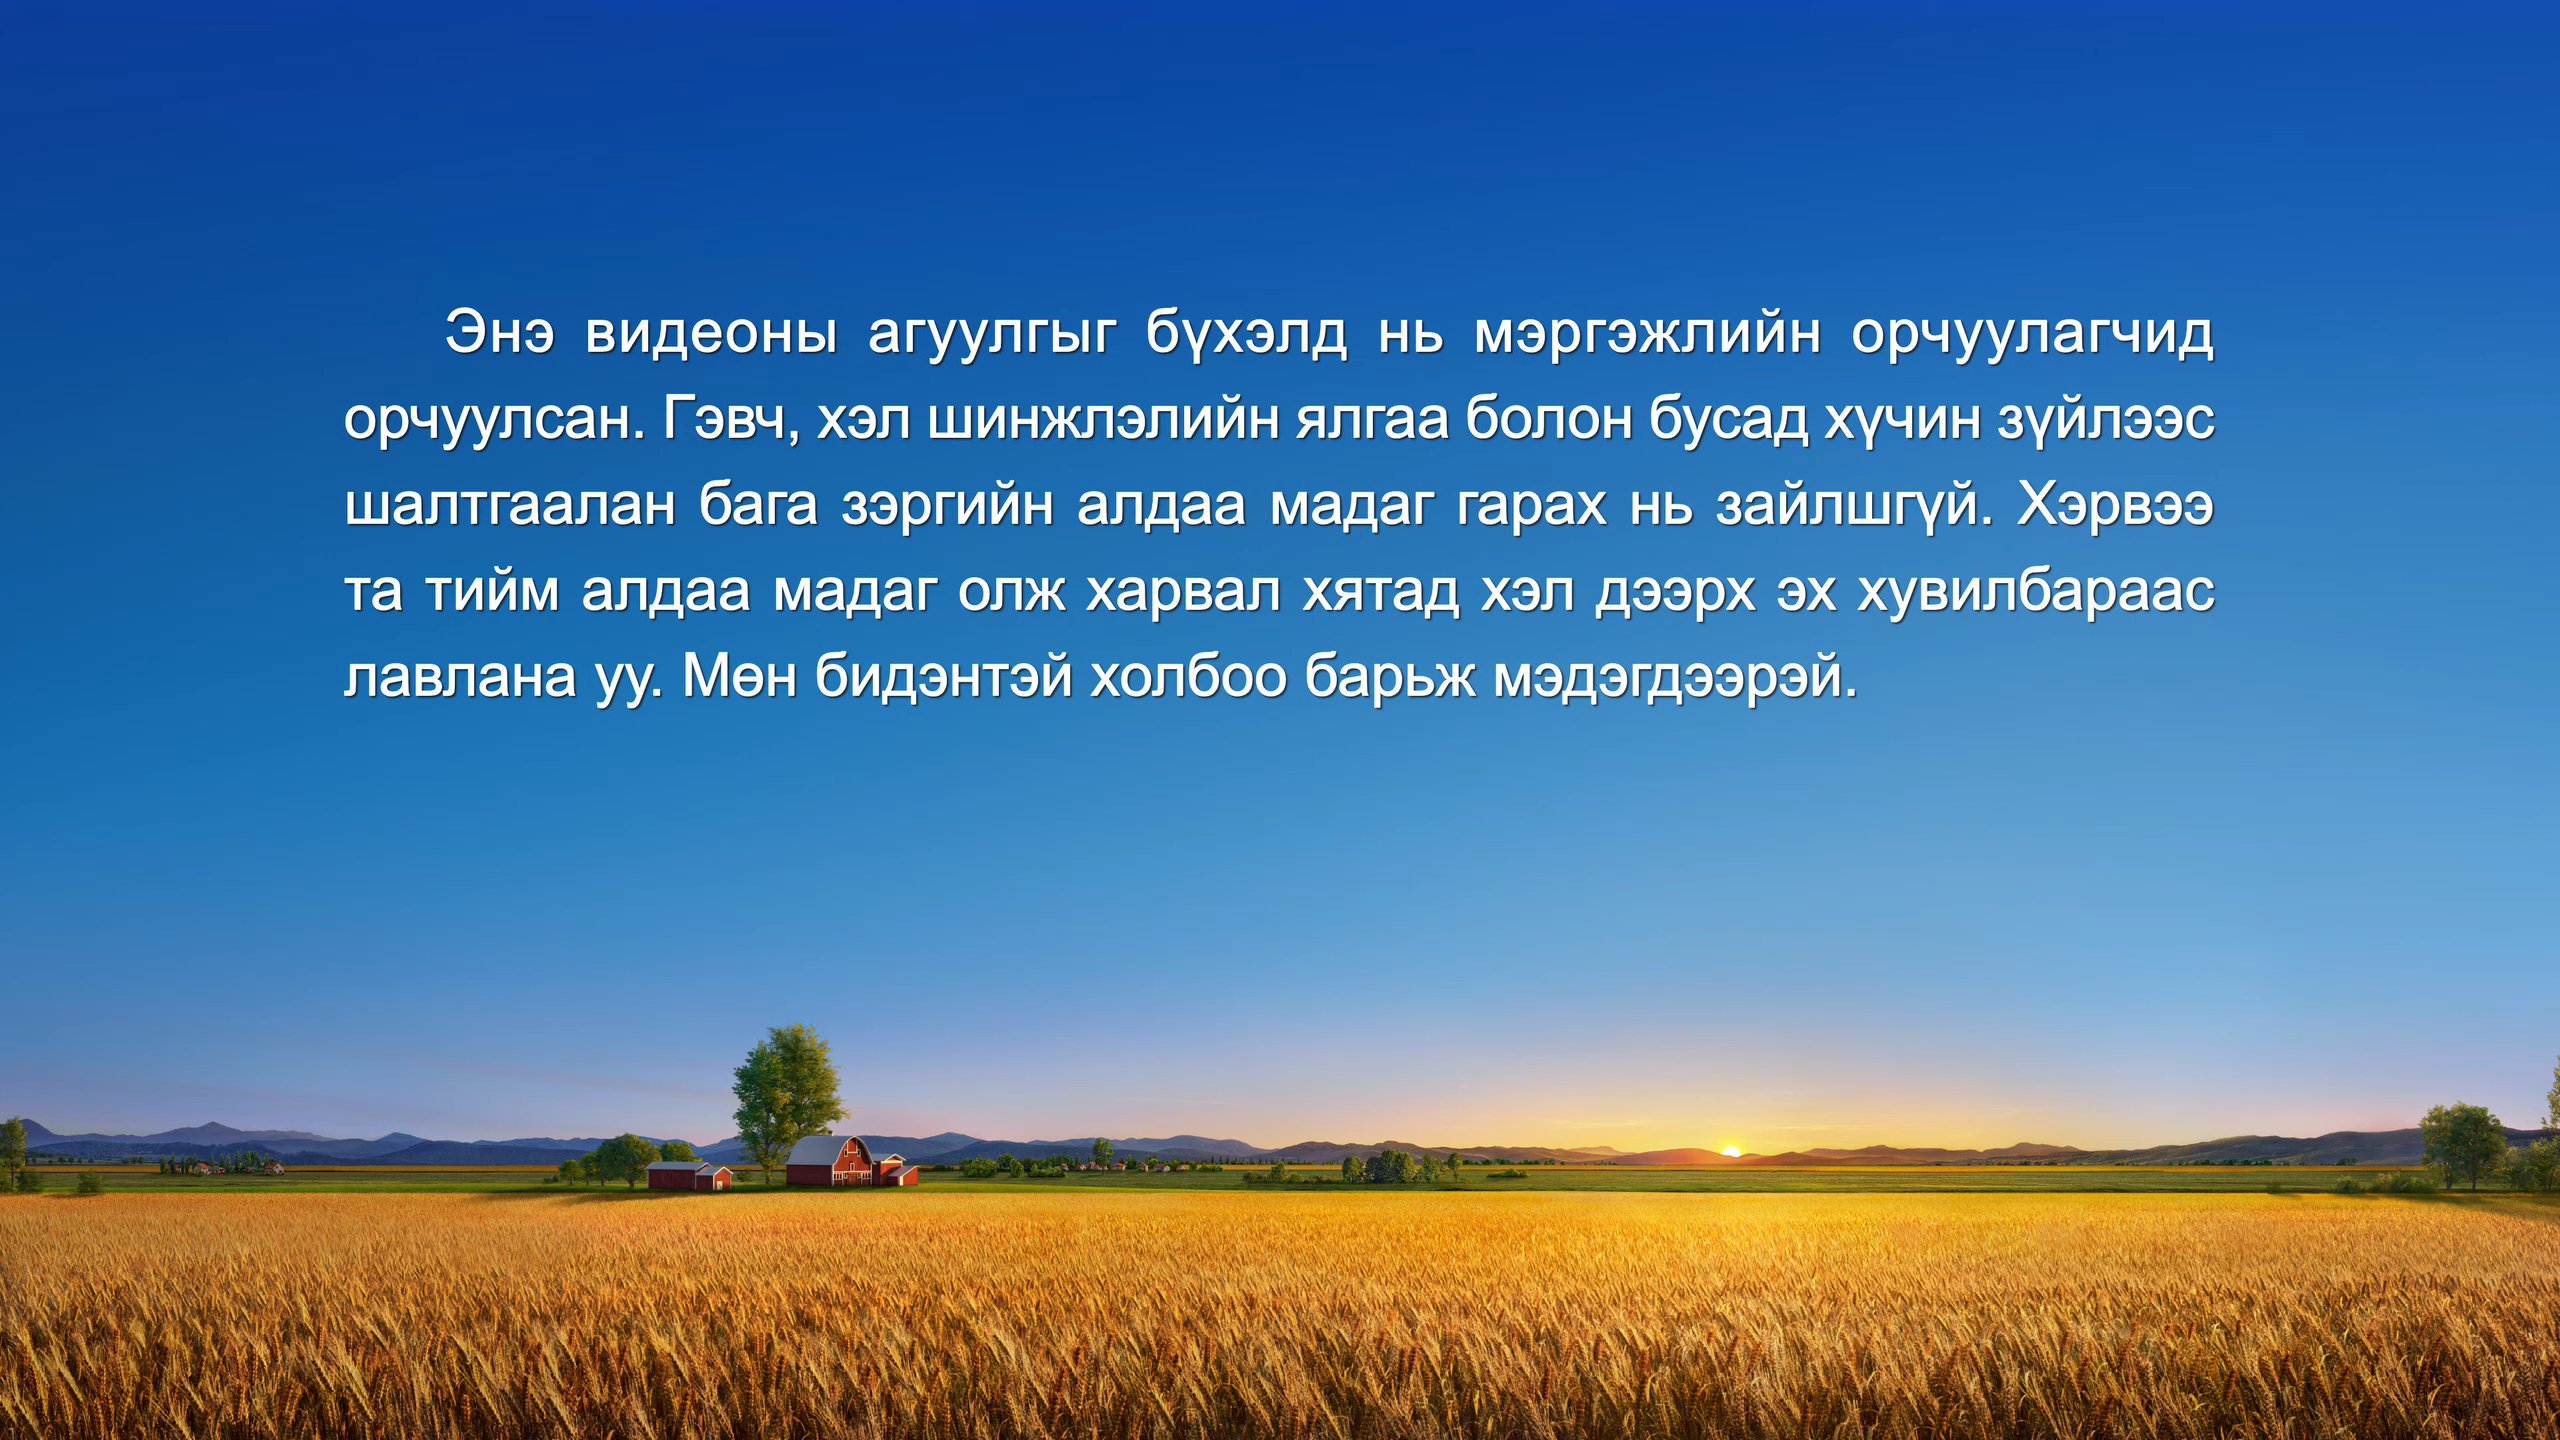 Энэ видеоны агуулгыг бүхэлд нь мэргэжлийн орчуулагчид
орчуулсан. Гэвч, хэл шинжлэлийн ялгаа болон бусад хүчин зүйлээс
шалтгаалан бага зэргийн алдаа мадаг гарах нь зайлшгүй. Хэрвээ
та тийм алдаа мадаг олж харвал хятад хэл дээрх эх хувилбараас
лавлана уу. Мөн бидэнтэй холбоо барьж мэдэгдээрэй.